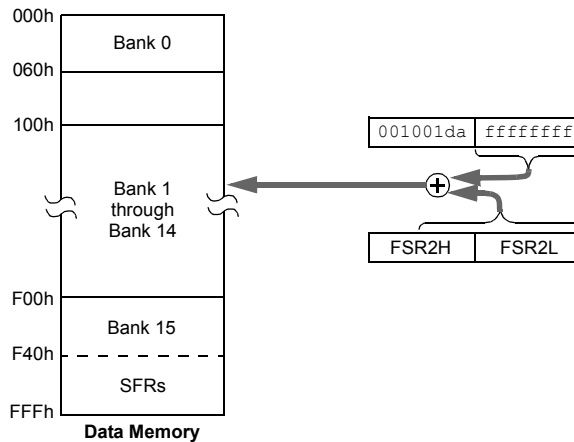 000h
Bank 0
060h
100h
001001da ffffffff
Bank 1
through
Bank 14
FSR2H FSR2L
F00h
Bank 15
F40h
SFRs
FFFh
Data Memory